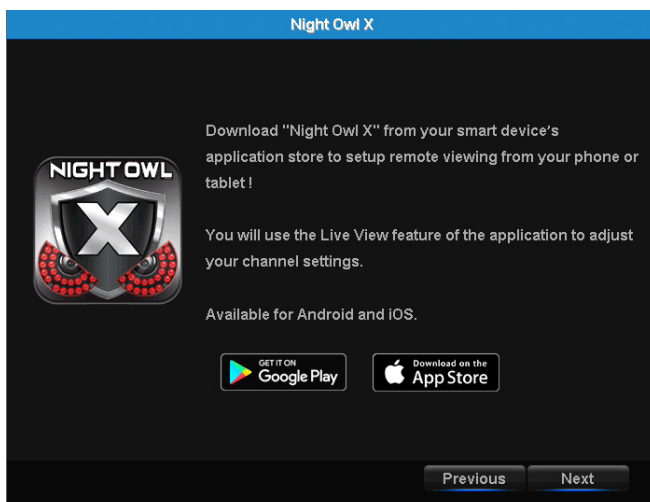 Night Owl X
Download "Night Owl X" from your smart device's
application store to setup remote viewing from your phone or
tablet !
You will use the Live View feature of the application to adjust
your channel settings.
Available for Android and iOS.
NIGHT OWL
X
GET IT ON
Google Play
Download on the
App Store
Previous
Next